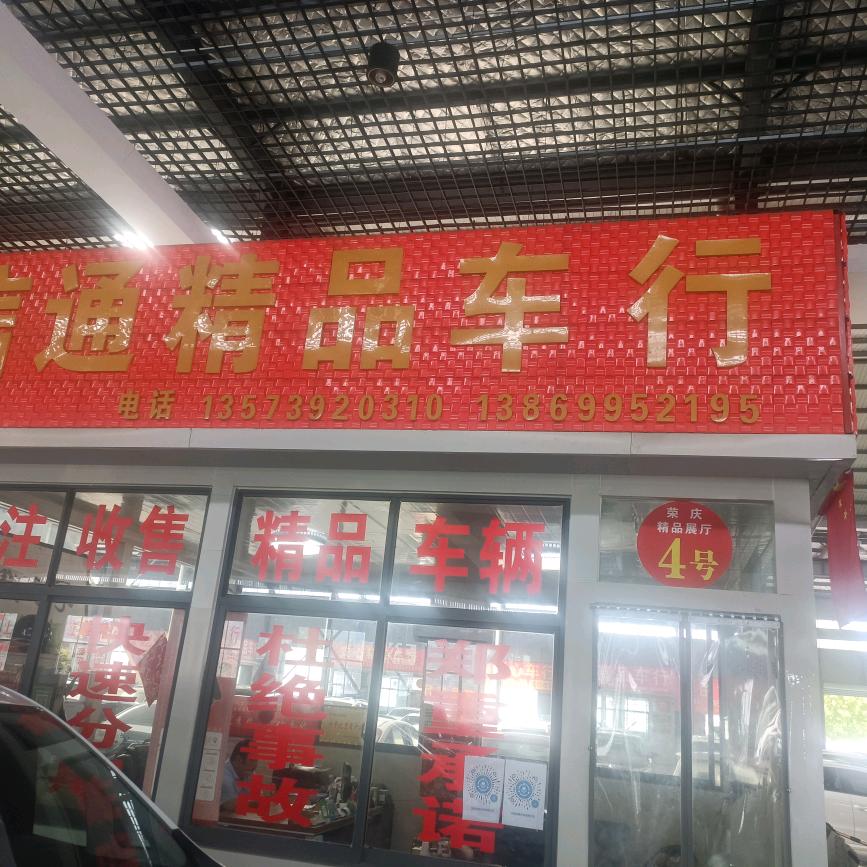 通精品车行
电话 13573920310 13869952195
注 收售 精品 车辆
荣庆
精品展厅
4号
快速分
杜绝事故
郑重承诺